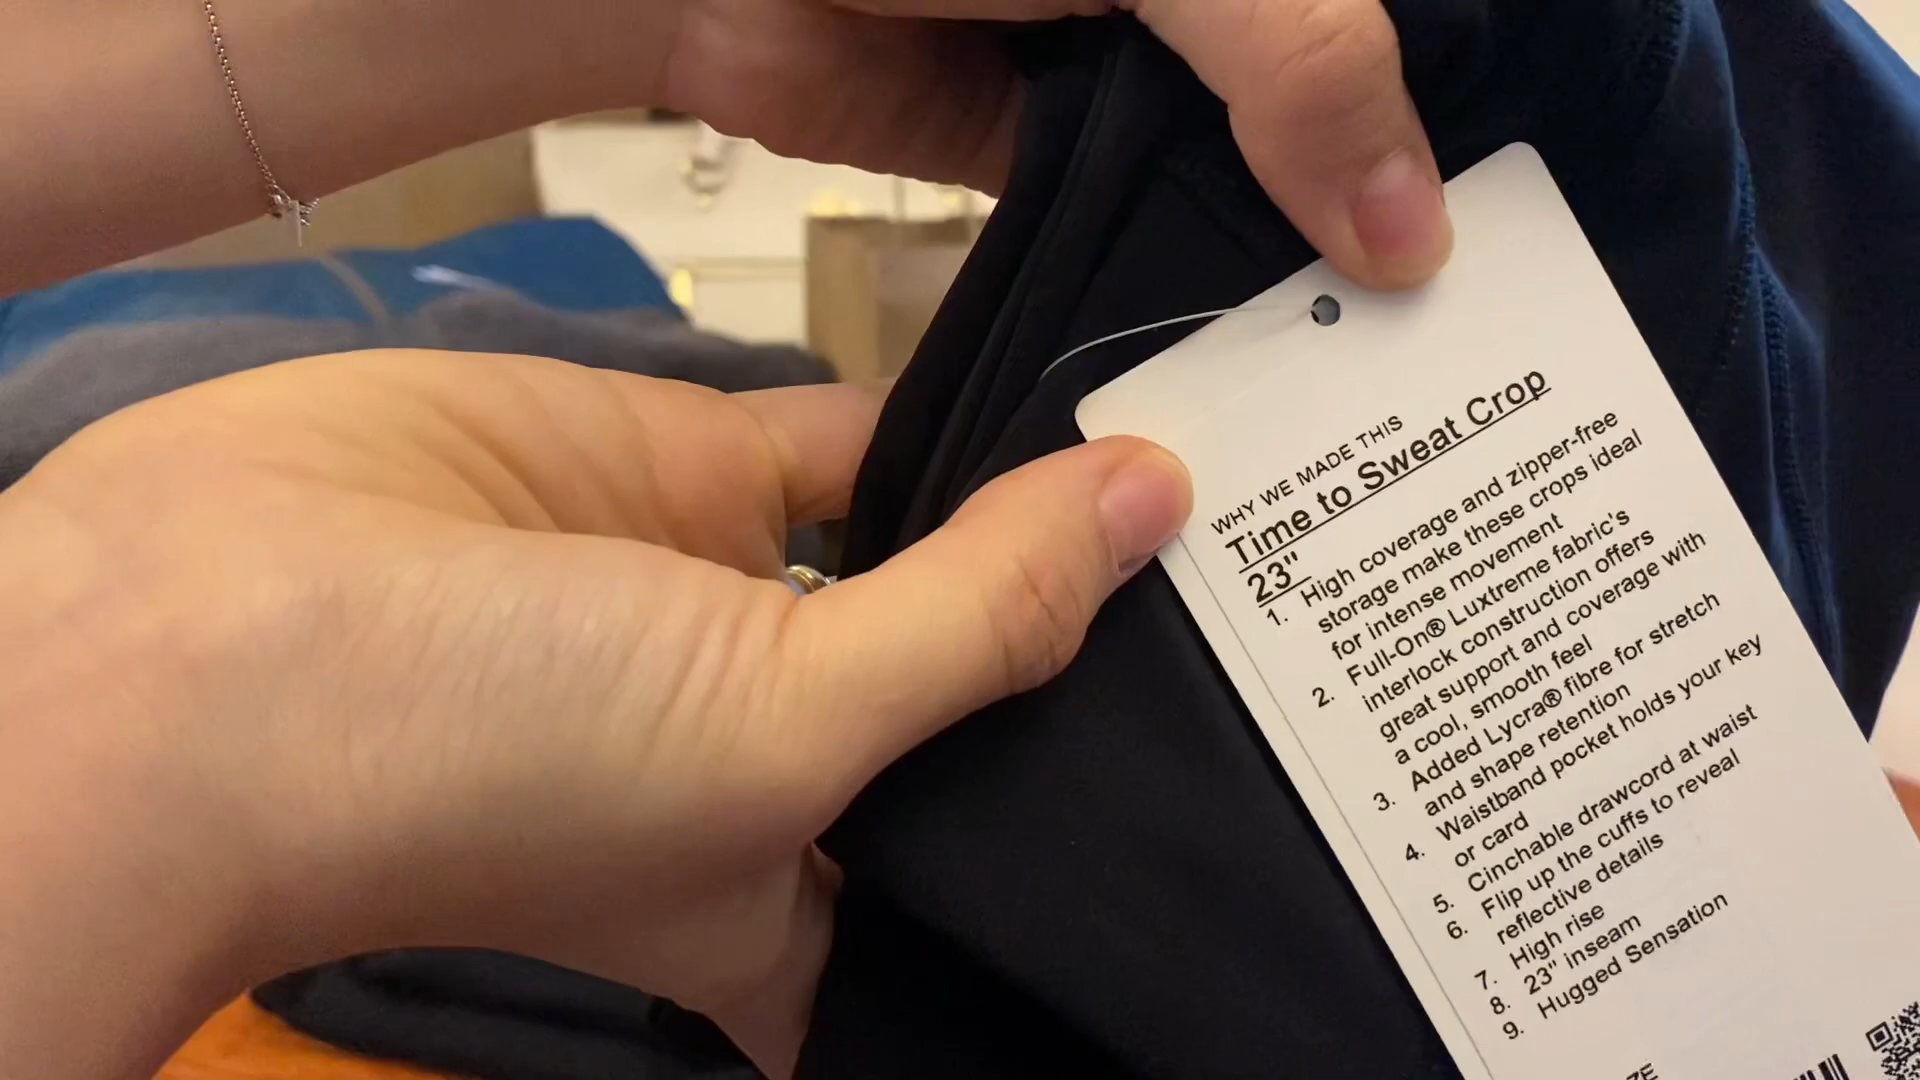 WHY WE MADE THIS
Time to Sweat Crop
23"
1. High coverage and zipper-free
storage make these crops ideal
for intense movement
2. Full-On® Luxtreme fabric's
interlock construction offers
great support and coverage with
a cool, smooth feel
3. Added Lycra® fibre for stretch
and shape retention
4. Waistband pocket holds your key
or card
5. Cinchable drawcord at waist
6. Flip up the cuffs to reveal
reflective details
7. High rise
8. 23" inseam
9. Hugged Sensation